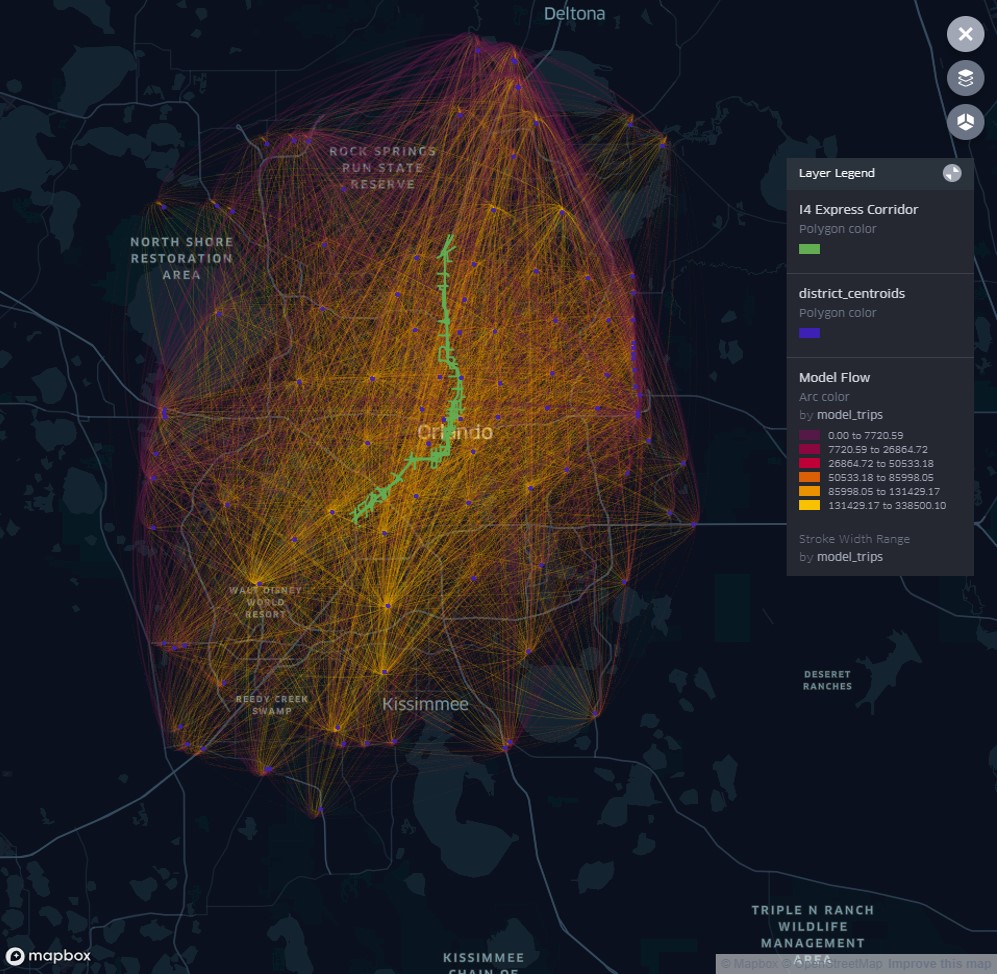 Deltona
ROCK SPRINGS
RUN STATE
RESERVE
NORTH SHORE
RESTORATION
AREA
Orlando
WALT DISNEY
WORLD
RESORT
REEDY CREEK
SWAMP
Kissimmee
DESERET
RANCHES
TRIPLE N RANCH
WILDLIFE
MANAGEMENT
AREA
KISSIMMEE
CHAIN OF
Layer Legend
I4 Express Corridor
Polygon color
district_centroids
Polygon color
Model Flow
Arc color
by model_trips
0.00 to 7720.59
7720.59 to 26864.72
26864.72 to 50533.18
50533.18 to 85998.05
85998.05 to 131429.17
131429.17 to 338500.10
Stroke Width Range
by model_trips
mapbox
© Mapbox © OpenStreetMap Improve this map